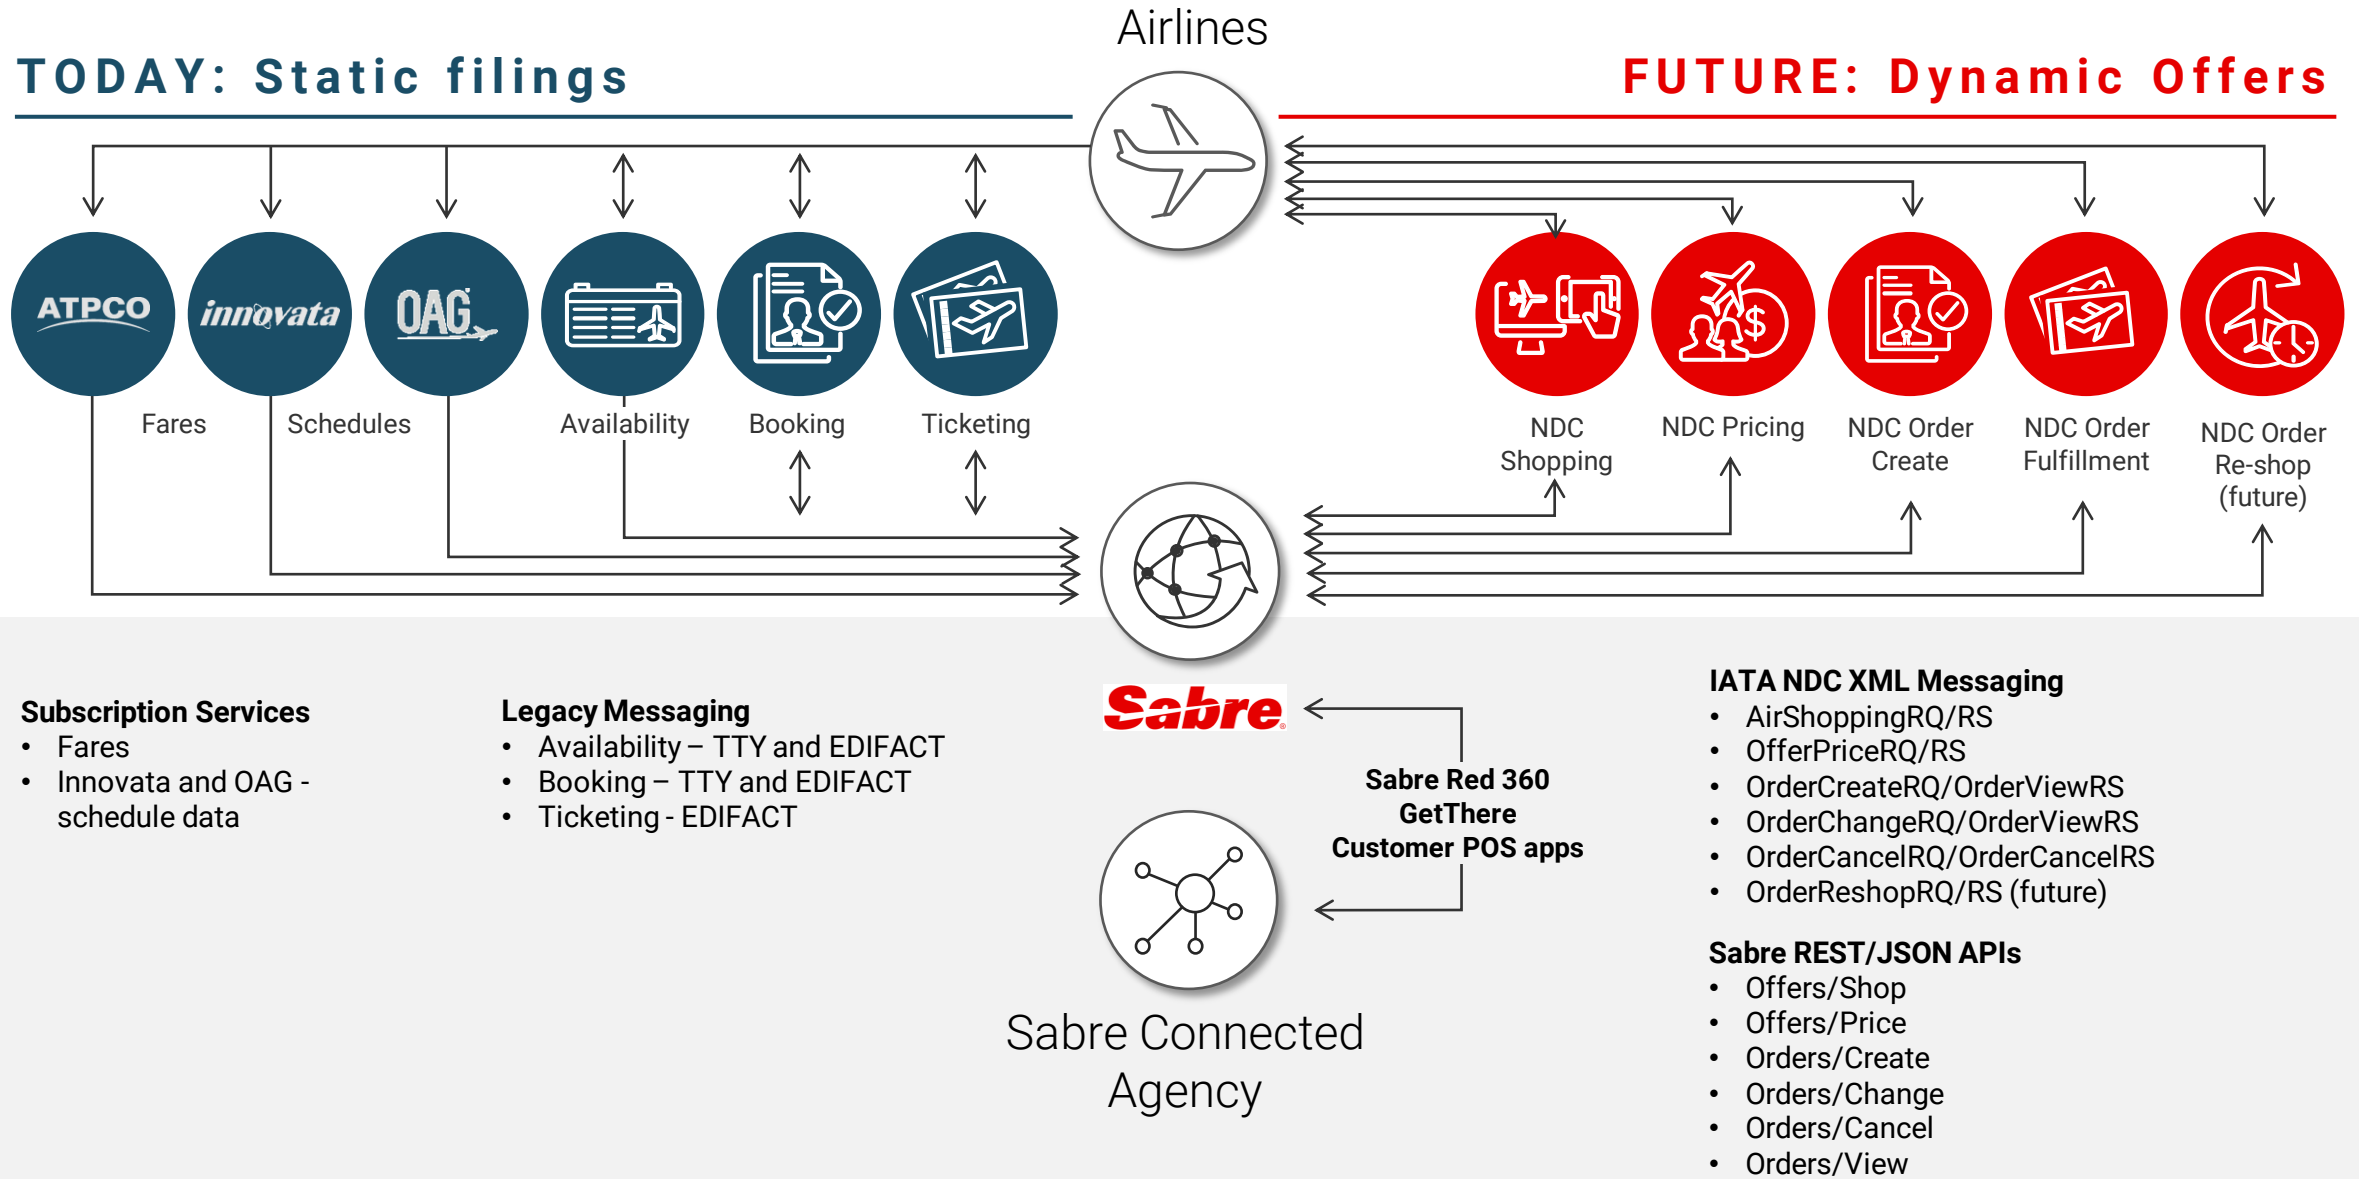 Airlines
TODAY: Static filings
FUTURE: Dynamic Offers
ATPCO
innovata
OAG
Fares
Schedules
Availability
Booking
Ticketing
NDC
Shopping
NDC Pricing
NDC Order
Create
NDC Order
Fulfillment
NDC Order
Re-shop
(future)
$
Sabre
Subscription Services
• Fares
• Innovata and OAG -
schedule data
Legacy Messaging
• Availability – TTY and EDIFACT
• Booking – TTY and EDIFACT
• Ticketing - EDIFACT
Sabre Red 360
GetThere
Customer POS apps
Sabre Connected
Agency
IATA NDC XML Messaging
• AirShoppingRQ/RS
• OfferPriceRQ/RS
• OrderCreateRQ/OrderViewRS
• OrderChangeRQ/OrderViewRS
• OrderCancelRQ/OrderCancelRS
• OrderReshopRQ/RS (future)
Sabre REST/JSON APIs
• Offers/Shop
• Offers/Price
• Orders/Create
• Orders/Change
• Orders/Cancel
• Orders/View